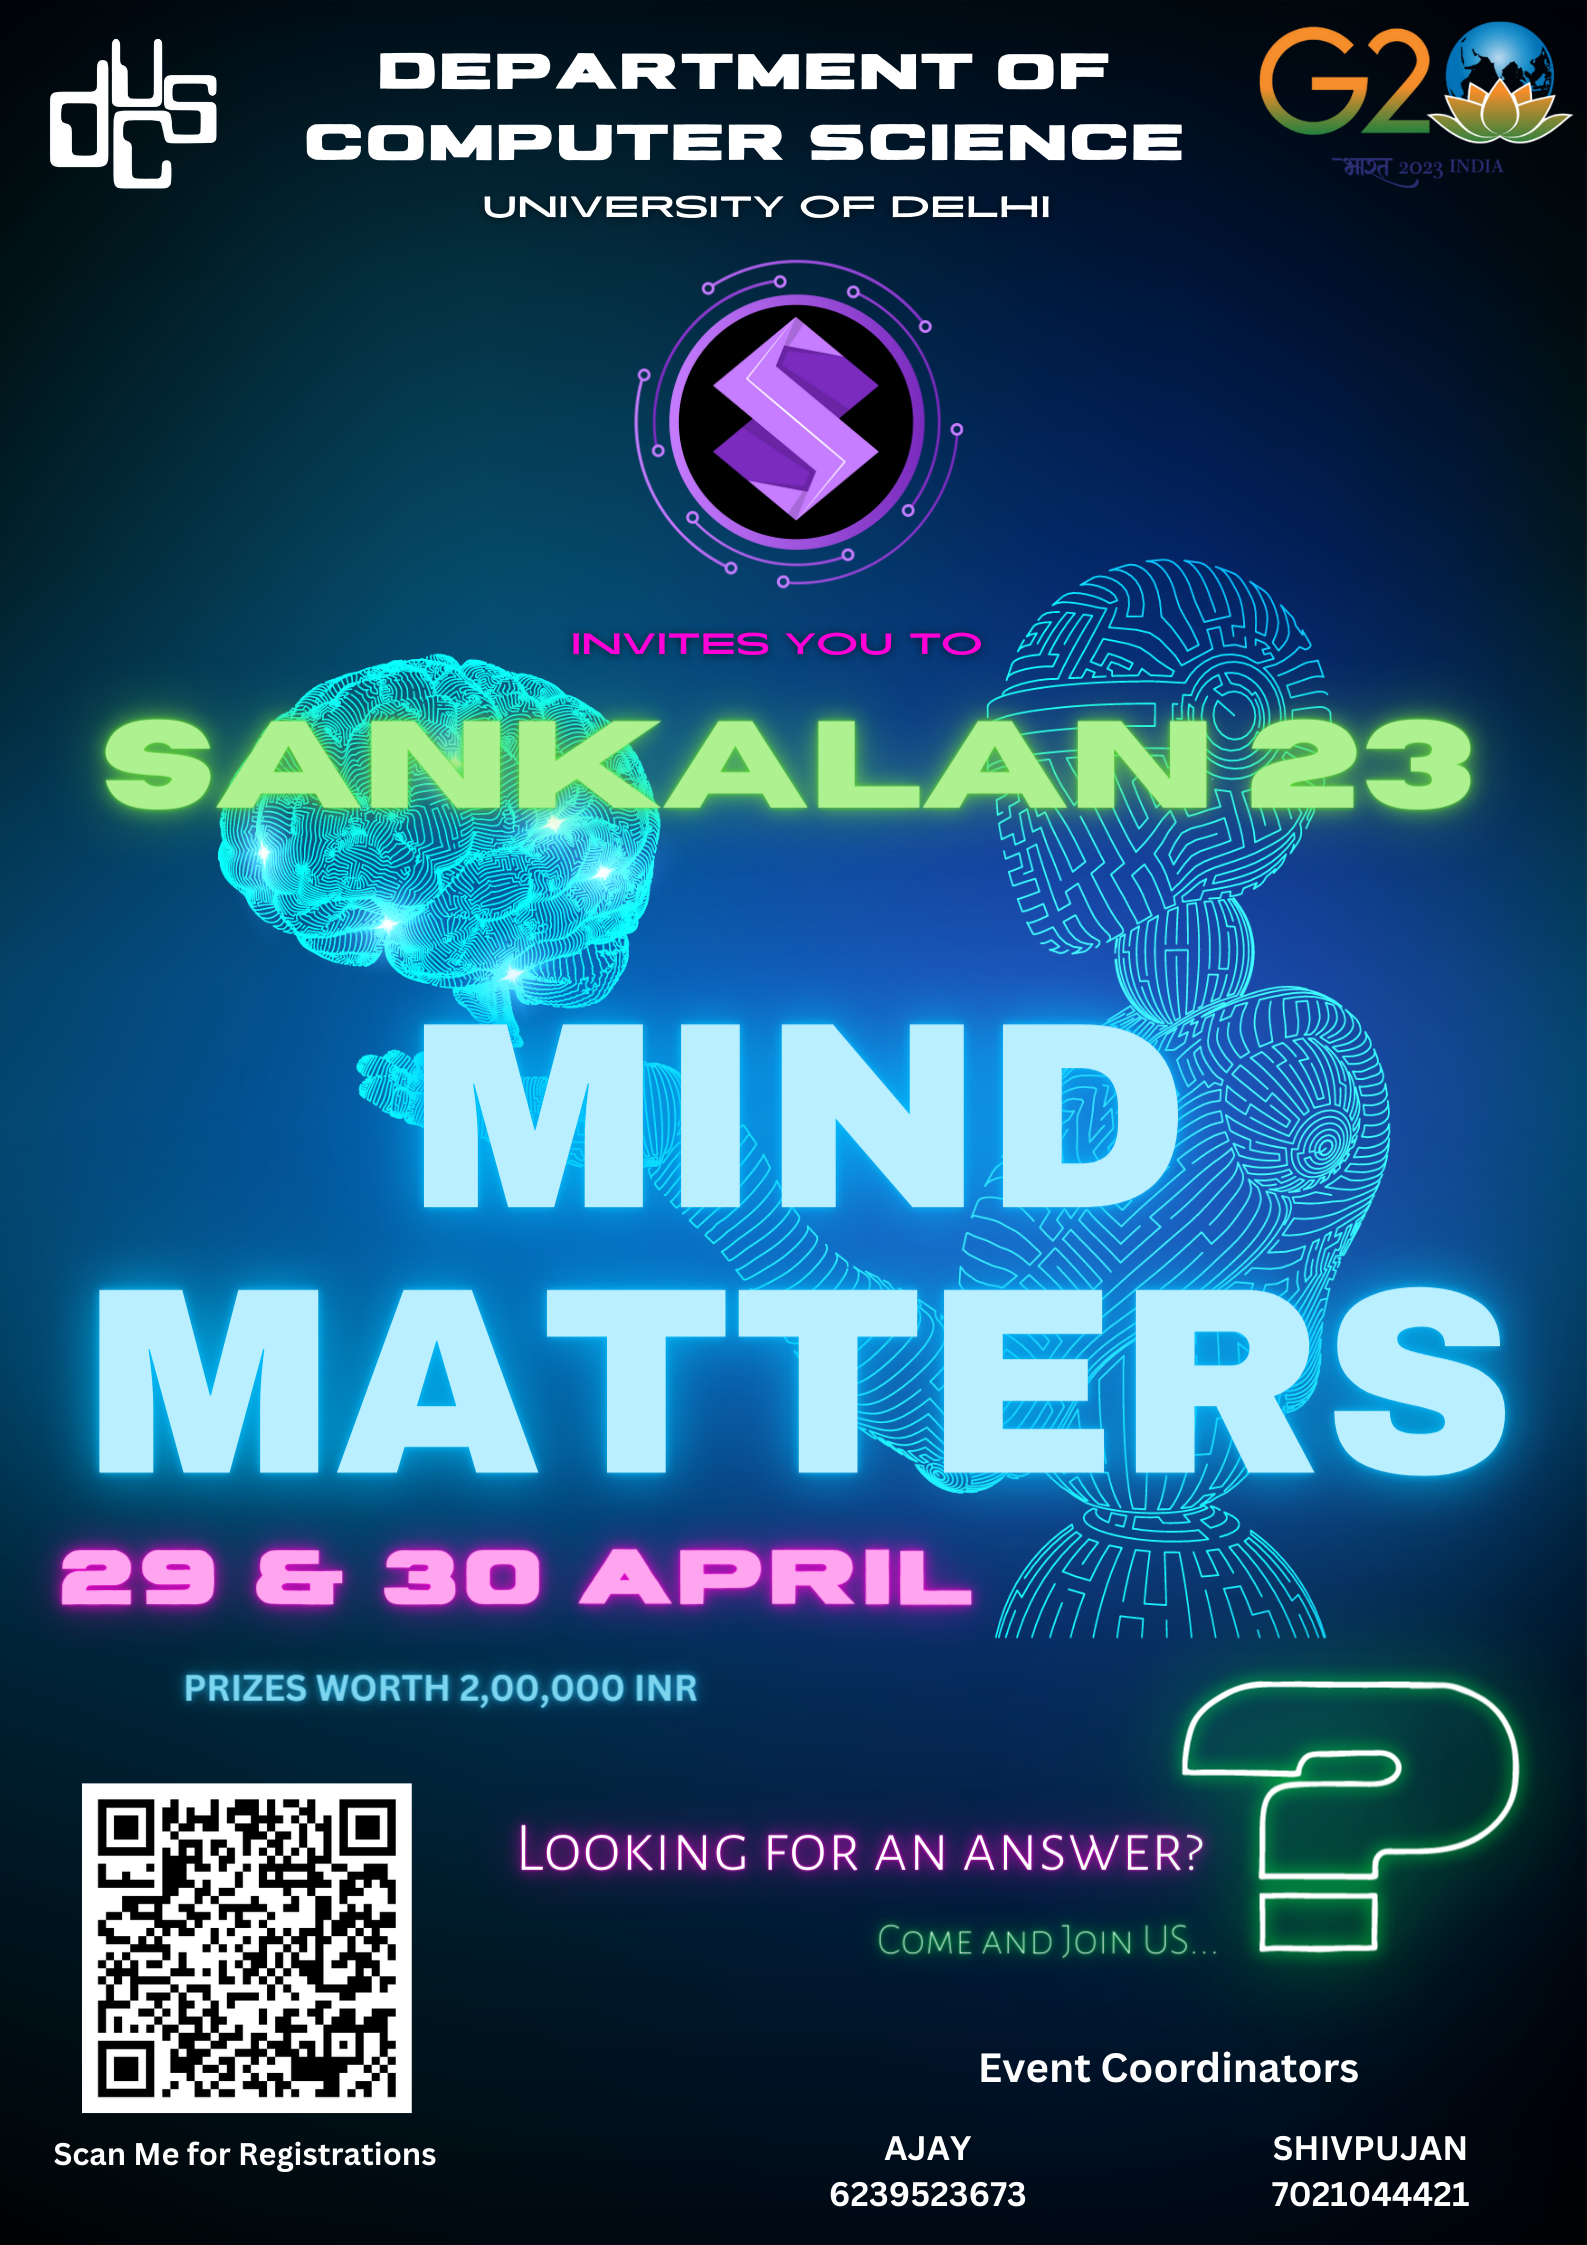 ducs
DEPARTMENT OF
COMPUTER SCIENCE
UNIVERSITY OF DELHI
G20
भारत 2023 INDIA
S
INVITES YOU TO
SANKALAN 23
MIND
MATTERS
29 & 30 APRIL
PRIZES WORTH 2,00,000 INR
LOOKING FOR AN ANSWER?
COME AND JOIN US...
?
Scan Me for Registrations
Event Coordinators
AJAY
6239523673
SHIVPUJAN
7021044421